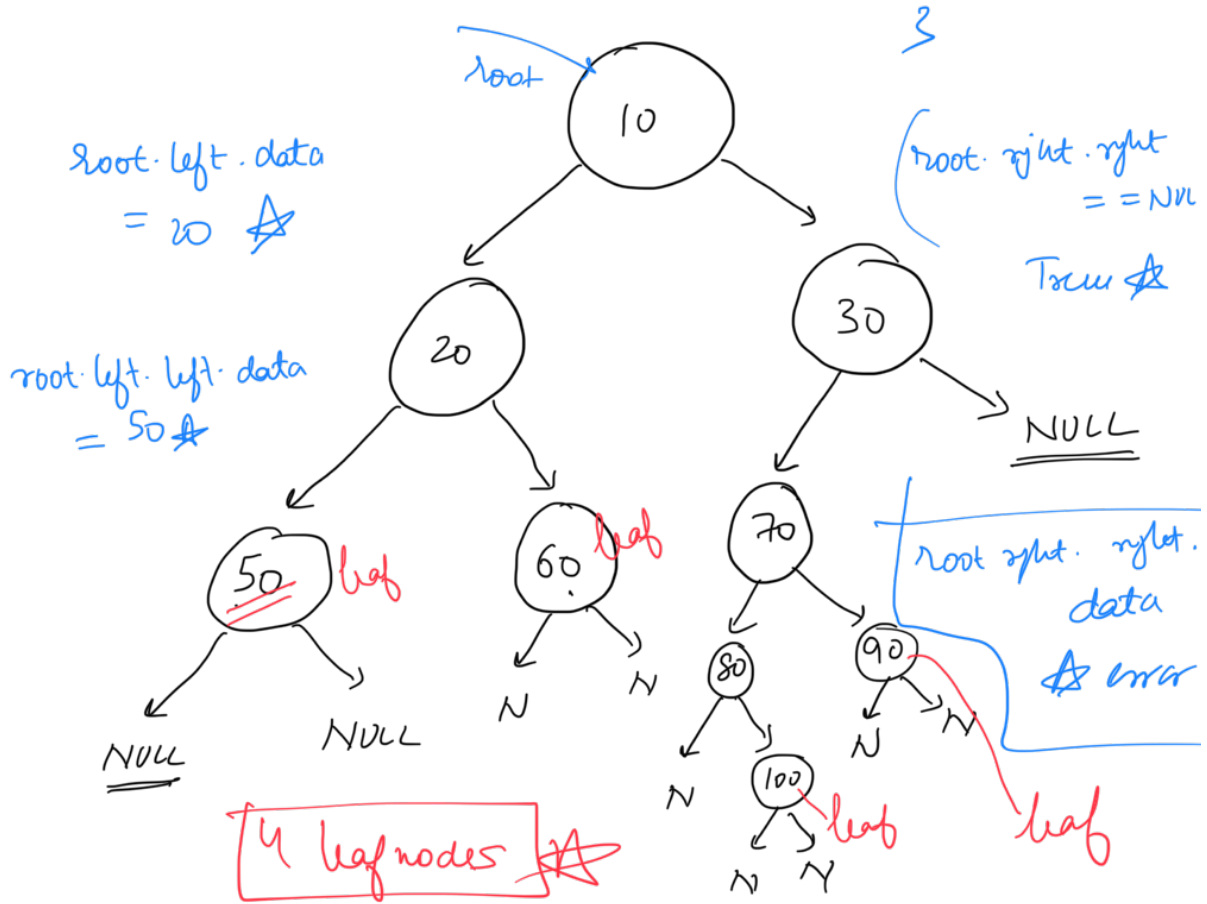 }
root
10
root.left.data
= 20
root.right.right
== NUL
True
30
20
root.left.left.data
= 50
NULL
50
leaf
60
leaf
70
root right. right.
data
error
80
90
N
N
NULL
NULL
N
100
leaf
N
N
leaf
4 leaf nodes
N
N